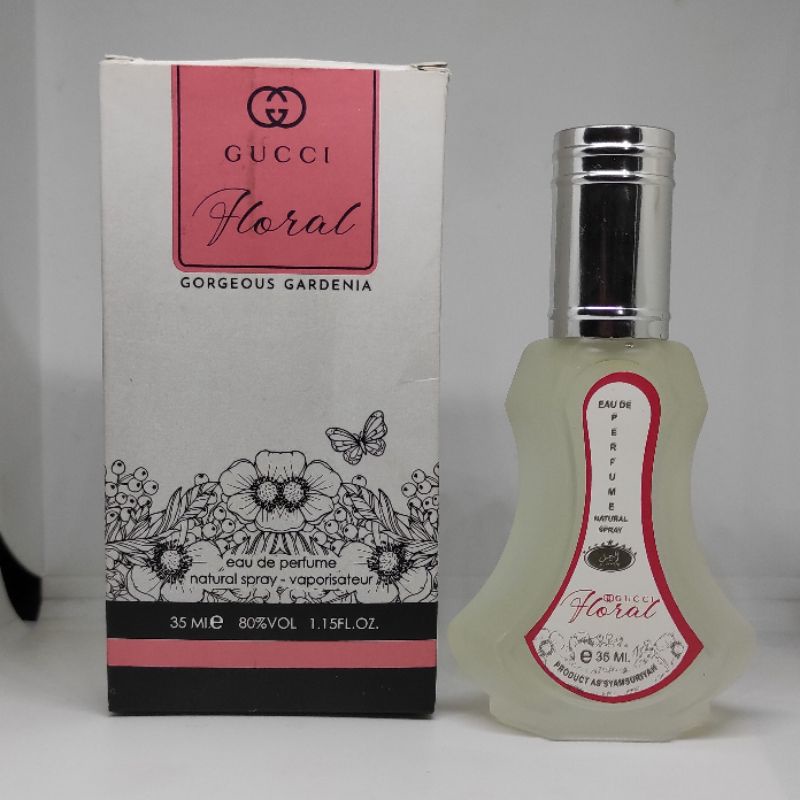 GUCCI
Floral
GORGEOUS GARDENIA
eau de perfume
natural spray - vaporisateur
35 Ml.e 80%VOL 1.15FL.OZ.
EAU DE
PERFUME
NATURAL
SPRAY
GUCCI
Floral
e 35 Ml.
PRODUCT AS'SYAMSURIYAH